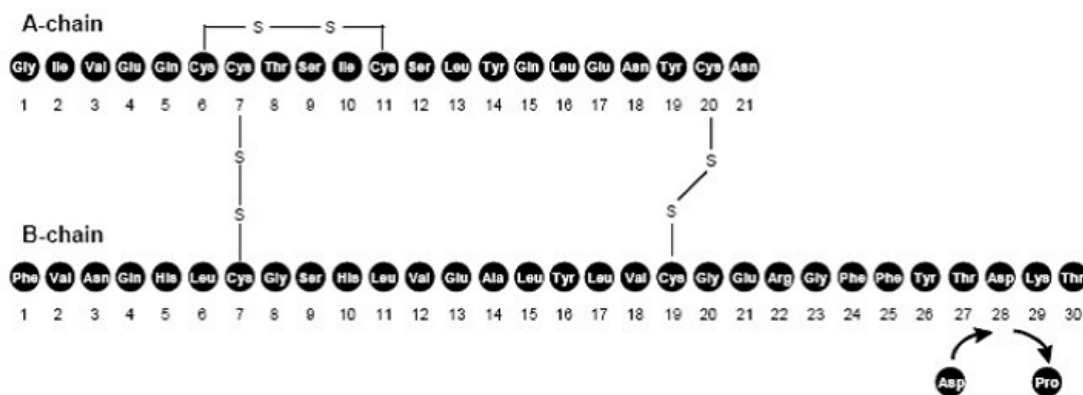 A-chain
S S
Gly Ile Val Glu Gln Cys Cys Thr Ser Ile Cys Ser Leu Tyr Gln Leu Glu Asn Tyr Cys Asn
1 2 3 4 5 6 7 8 9 10 11 12 13 14 15 16 17 18 19 20 21
S S
S S
B-chain
Phe Val Asn Gln His Leu Cys Gly Ser His Leu Val Glu Ala Leu Tyr Leu Val Cys Gly Glu Arg Gly Phe Phe Tyr Thr Asp Lys Thr
1 2 3 4 5 6 7 8 9 10 11 12 13 14 15 16 17 18 19 20 21 22 23 24 25 26 27 28 29 30
Asp Pro